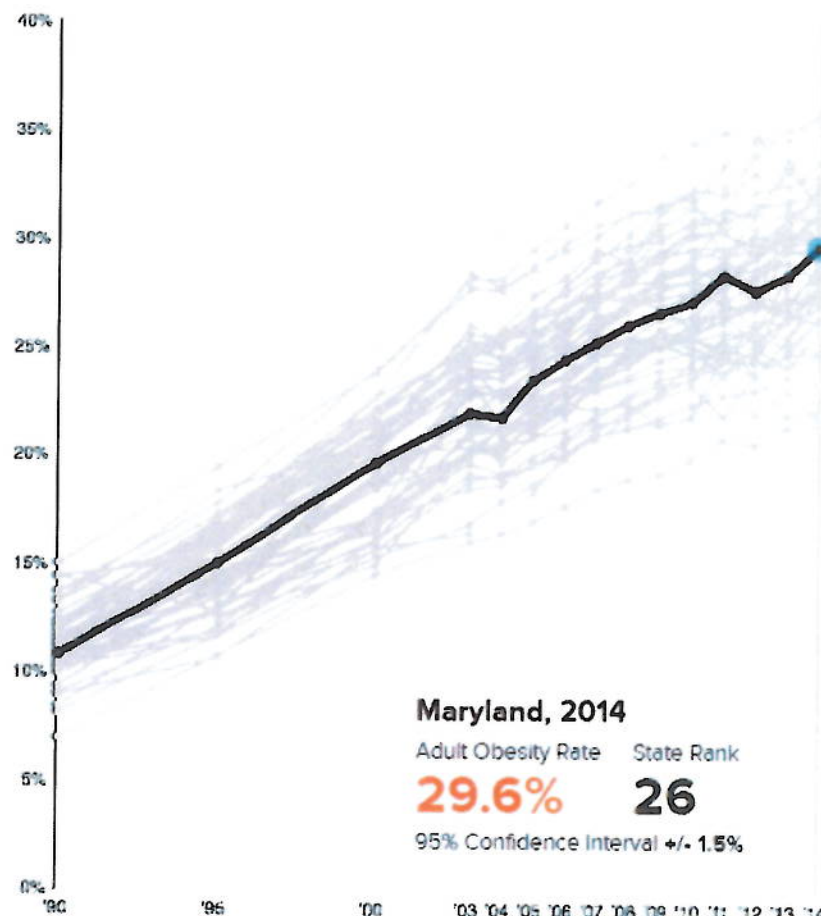 40%
35%
30%
25%
20%
15%
10%
5%
0%
'90 '95 '00 '03 '04 '05 '06 '07 '08 '09 '10 '11 '12 '13 '14
Maryland, 2014
Adult Obesity Rate State Rank
29.6% 26
95% Confidence Interval +/- 1.5%